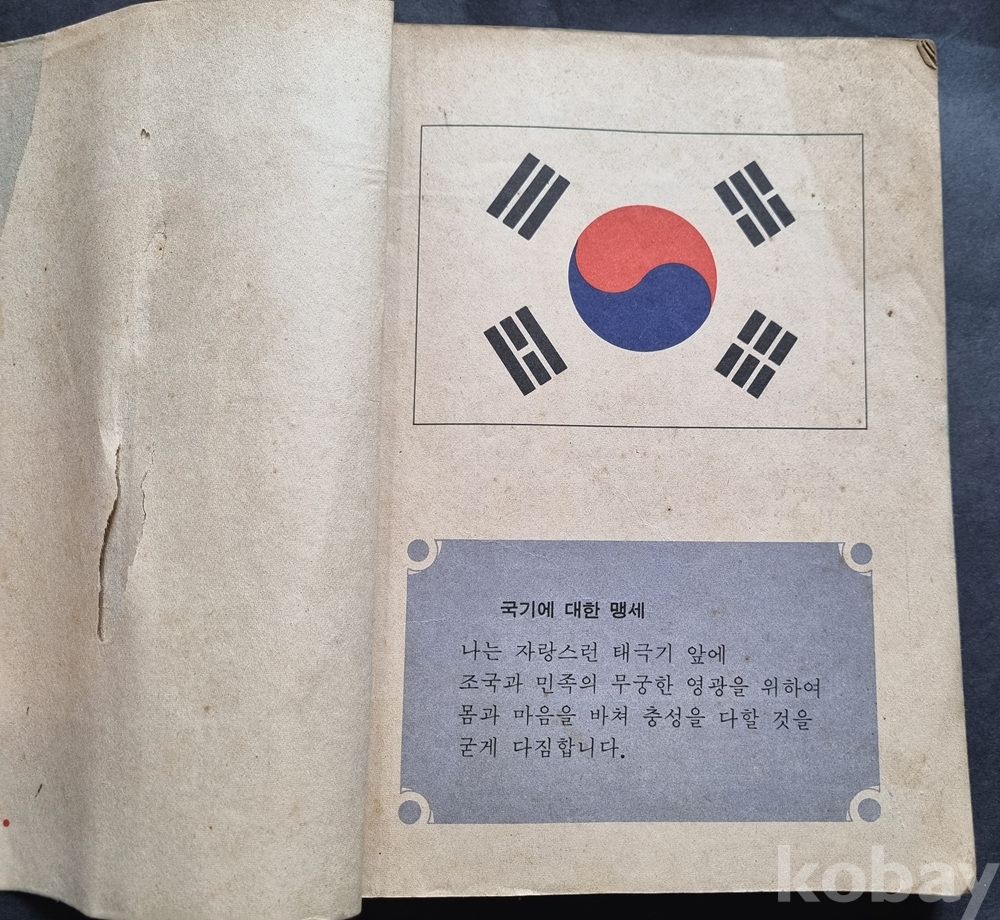 국기에 대한 맹세
나는 자랑스런 태극기 앞에
조국과 민족의 무궁한 영광을 위하여
몸과 마음을 바쳐 충성을 다할 것을
굳게 다짐합니다.
kobay